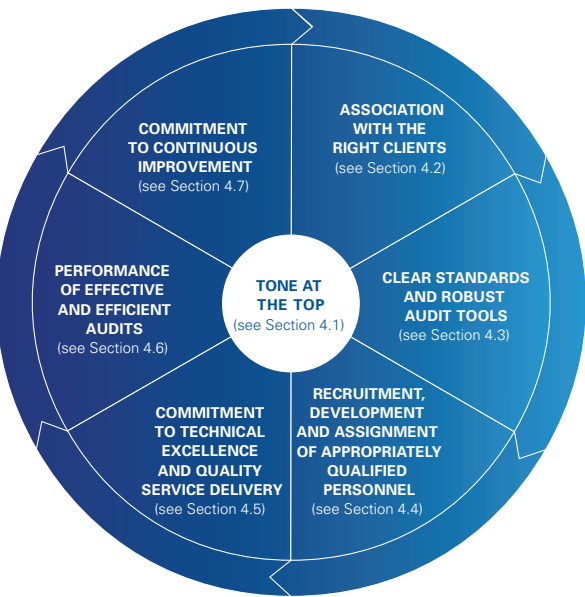 ASSOCIATION
WITH THE
RIGHT CLIENTS
(see Section 4.2)
CLEAR STANDARDS
AND ROBUST
AUDIT TOOLS
(see Section 4.3)
RECRUITMENT,
DEVELOPMENT
AND ASSIGNMENT
OF APPROPRIATELY
QUALIFIED
PERSONNEL
(see Section 4.4)
COMMITMENT
TO TECHNICAL
EXCELLENCE
AND QUALITY
SERVICE DELIVERY
(see Section 4.5)
PERFORMANCE
OF EFFECTIVE
AND EFFICIENT
AUDITS
(see Section 4.6)
COMMITMENT
TO CONTINUOUS
IMPROVEMENT
(see Section 4.7)
TONE AT
THE TOP
(see Section 4.1)